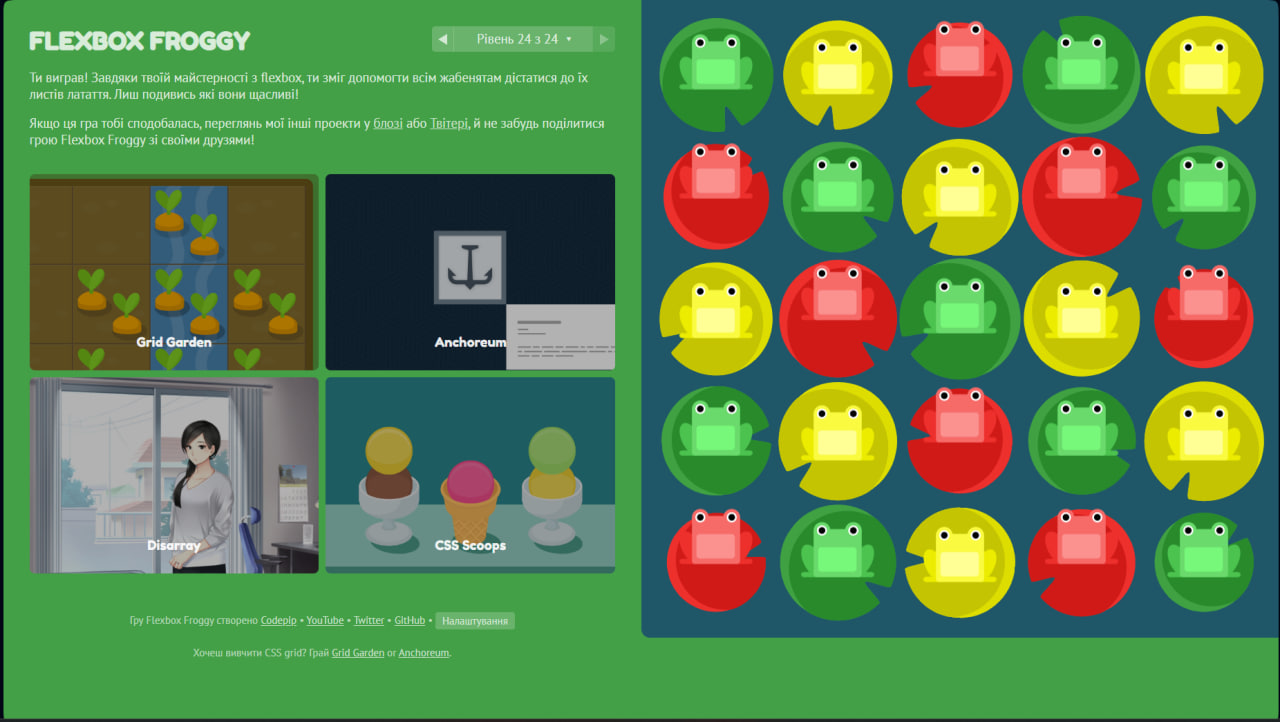 FLEXBOX FROGGY
Рівень 24 з 24
Ти виграв! Завдяки твоїй майстерності з flexbox, ти зміг допомогти всім жабенятам дістатися до їх
листів латаття. Лиш подивись які вони щасливі!
Якщо ця гра тобі сподобалась, переглянь мої інші проекти у блозі або Твітері, й не забудь поділитися
грою Flexbox Froggy зі своїми друзями!
Grid Garden
Anchoreum
Disarray
CSS Scoops
Гру Flexbox Froggy створено Codepip • YouTube • Twitter • GitHub • Налаштування
Хочеш вивчити CSS grid? Грай Grid Garden or Anchoreum.